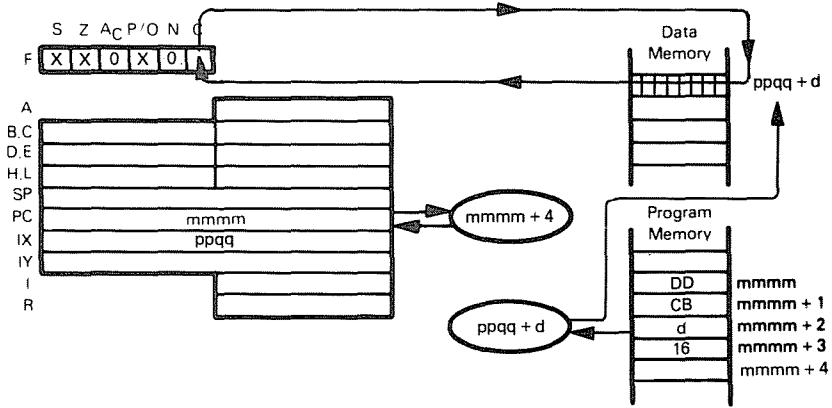 S Z AC P/O N C
F X X 0 X 0
Data
Memory
ppqq + d
A
B.C
D.E
H.L
SP
PC mmmm
IX ppqq
IY
I
R
mmmm + 4
ppqq + d
Program
Memory
DD mmmm
CB mmmm + 1
d mmmm + 2
16 mmmm + 3
mmmm + 4